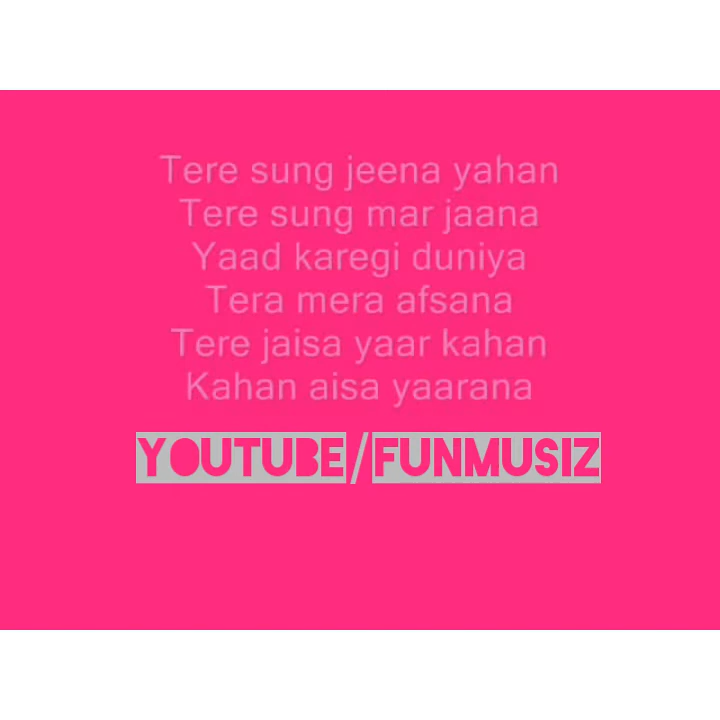 Tere sung jeena yahan
Tere sung mar jaana
Yaad karegi duniya
Tera mera afsana
Tere jaisa yaar kahan
Kahan aisa yaarana
YOUTUBE/FUNMUSIZ